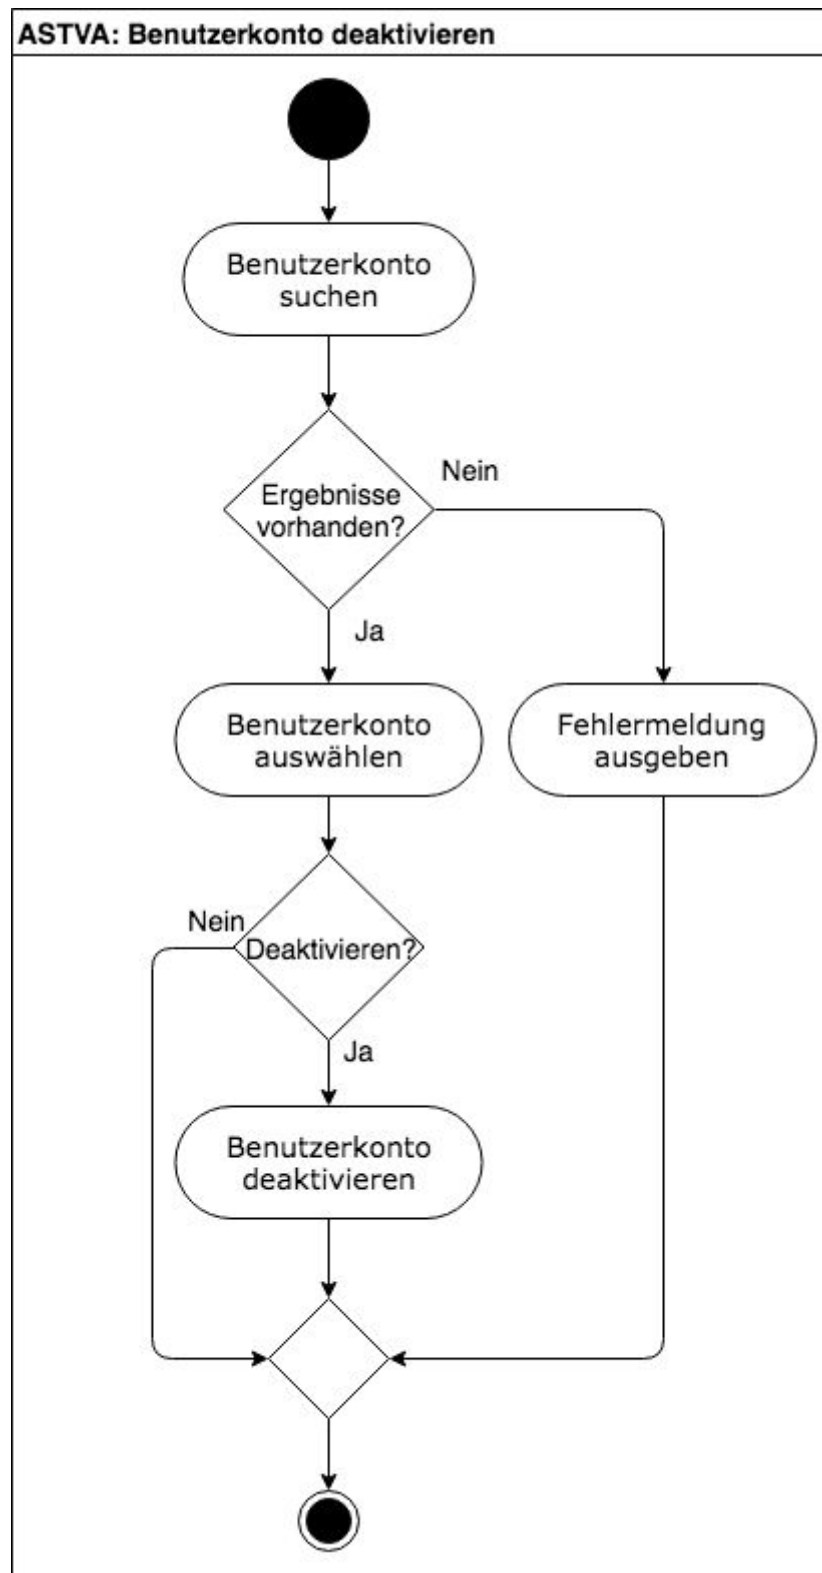 ASTVA: Benutzerkonto deaktivieren
Benutzerkonto
suchen
Ergebnisse
vorhanden?
Nein
Ja
Benutzerkonto
auswählen
Fehlermeldung
ausgeben
Nein
Deaktivieren?
Ja
Benutzerkonto
deaktivieren